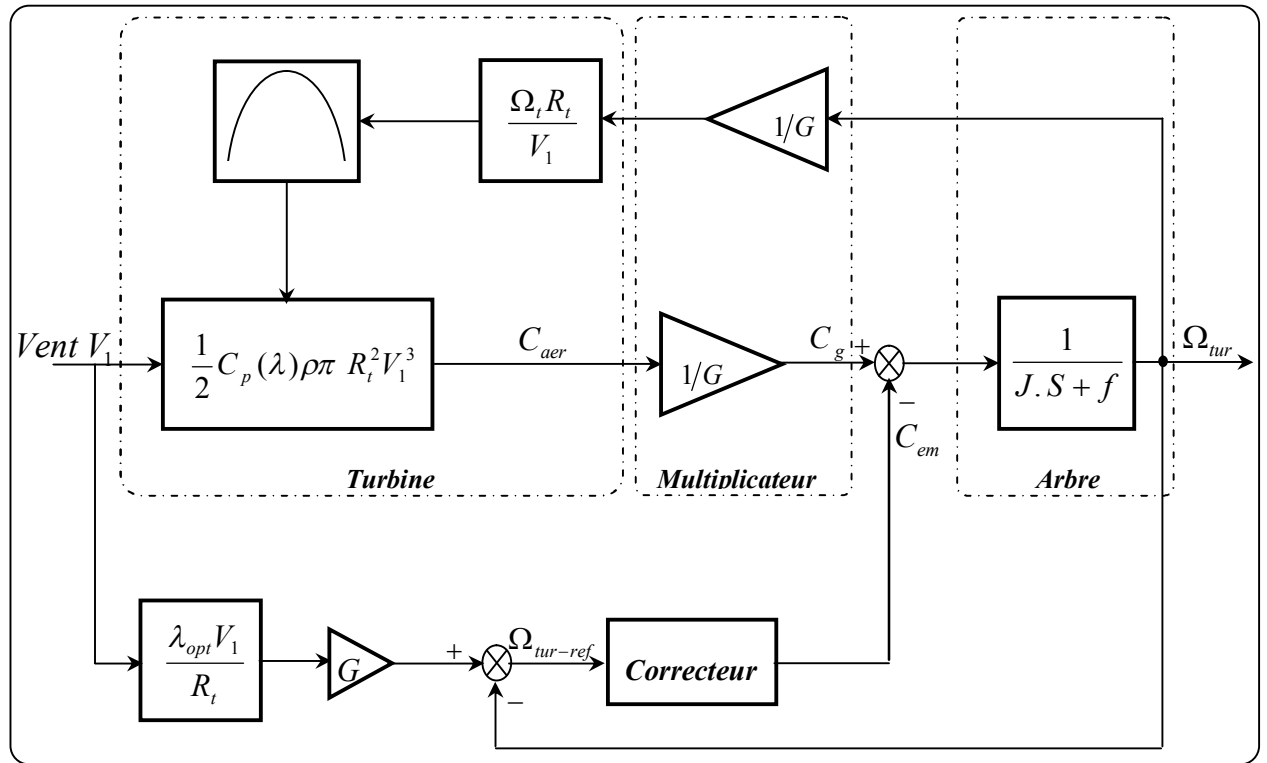 Ω_t R_t / V_1
1/G
Vent V_1
1/2 C_p(λ)ρπ R_t^2 V_1^3
C_aer
1/G
C_g
+
−
C_em
1 / J.S + f
Ω_tur
Turbine
Multiplicateur
Arbre
λ_opt V_1 / R_t
G
+
−
Ω_tur−ref
Correcteur